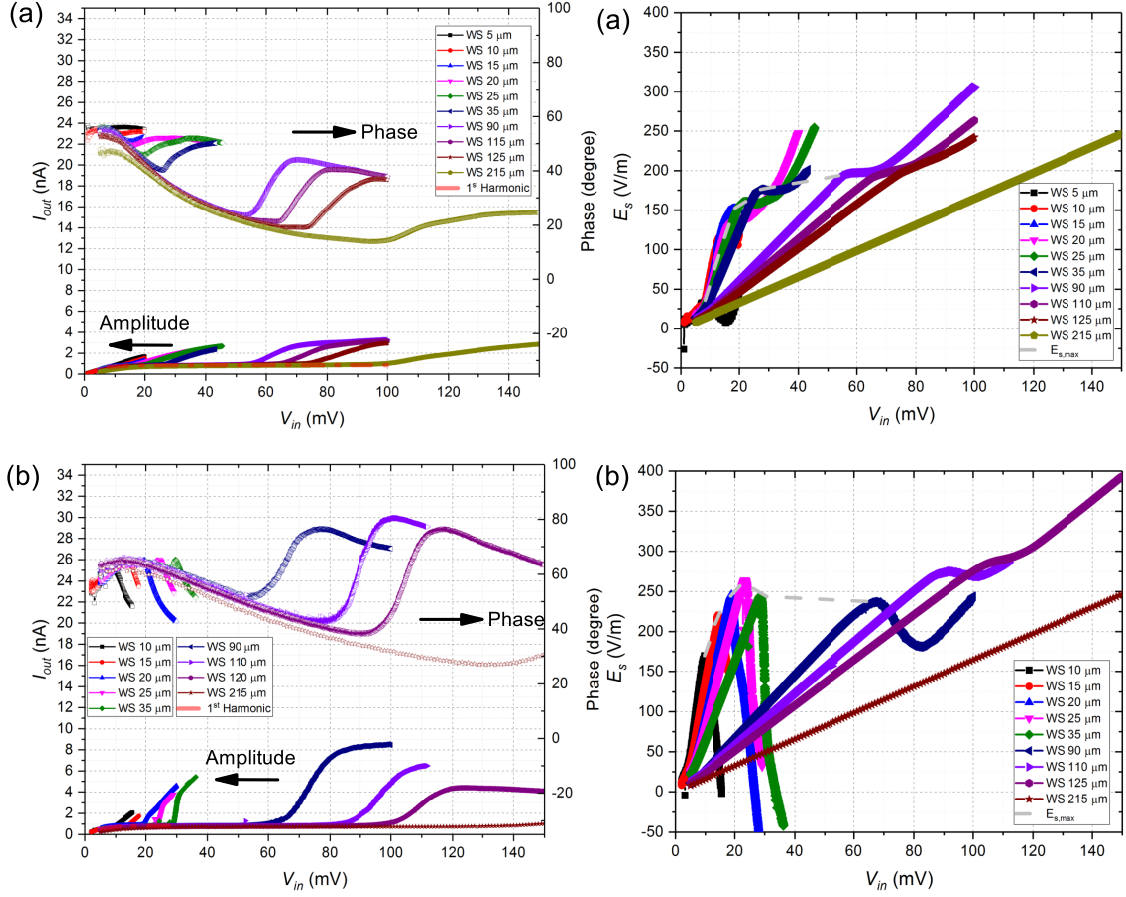 (a)
34
32
30
28
26
24
22
20
18
16
14
12
10
8
6
4
2
0
I_out (nA)
0 20 40 60 80 100 120 140
V_in (mV)
100
80
60
40
20
0
-20
Phase (degree)
WS 5 μm
WS 10 μm
WS 15 μm
WS 20 μm
WS 25 μm
WS 35 μm
WS 90 μm
WS 115 μm
WS 125 μm
WS 215 μm
1st Harmonic
Phase
Amplitude
(a)
400
350
300
250
200
150
100
50
0
-50
E_s (V/m)
0 20 40 60 80 100 120 140
V_in (mV)
WS 5 μm
WS 10 μm
WS 15 μm
WS 20 μm
WS 25 μm
WS 35 μm
WS 90 μm
WS 110 μm
WS 125 μm
WS 215 μm
E_s,max
(b)
34
32
30
28
26
24
22
20
18
16
14
12
10
8
6
4
2
0
I_out (nA)
0 20 40 60 80 100 120 140
V_in (mV)
100
80
60
40
20
0
-20
Phase (degree)
Phase
WS 10 μm
WS 15 μm
WS 20 μm
WS 25 μm
WS 35 μm
WS 90 μm
WS 110 μm
WS 120 μm
WS 215 μm
1st Harmonic
Amplitude
(b)
400
350
300
250
200
150
100
50
0
-50
E_s (V/m)
0 20 40 60 80 100 120 140
V_in (mV)
WS 10 μm
WS 15 μm
WS 20 μm
WS 25 μm
WS 35 μm
WS 90 μm
WS 110 μm
WS 125 μm
WS 215 μm
E_s,max